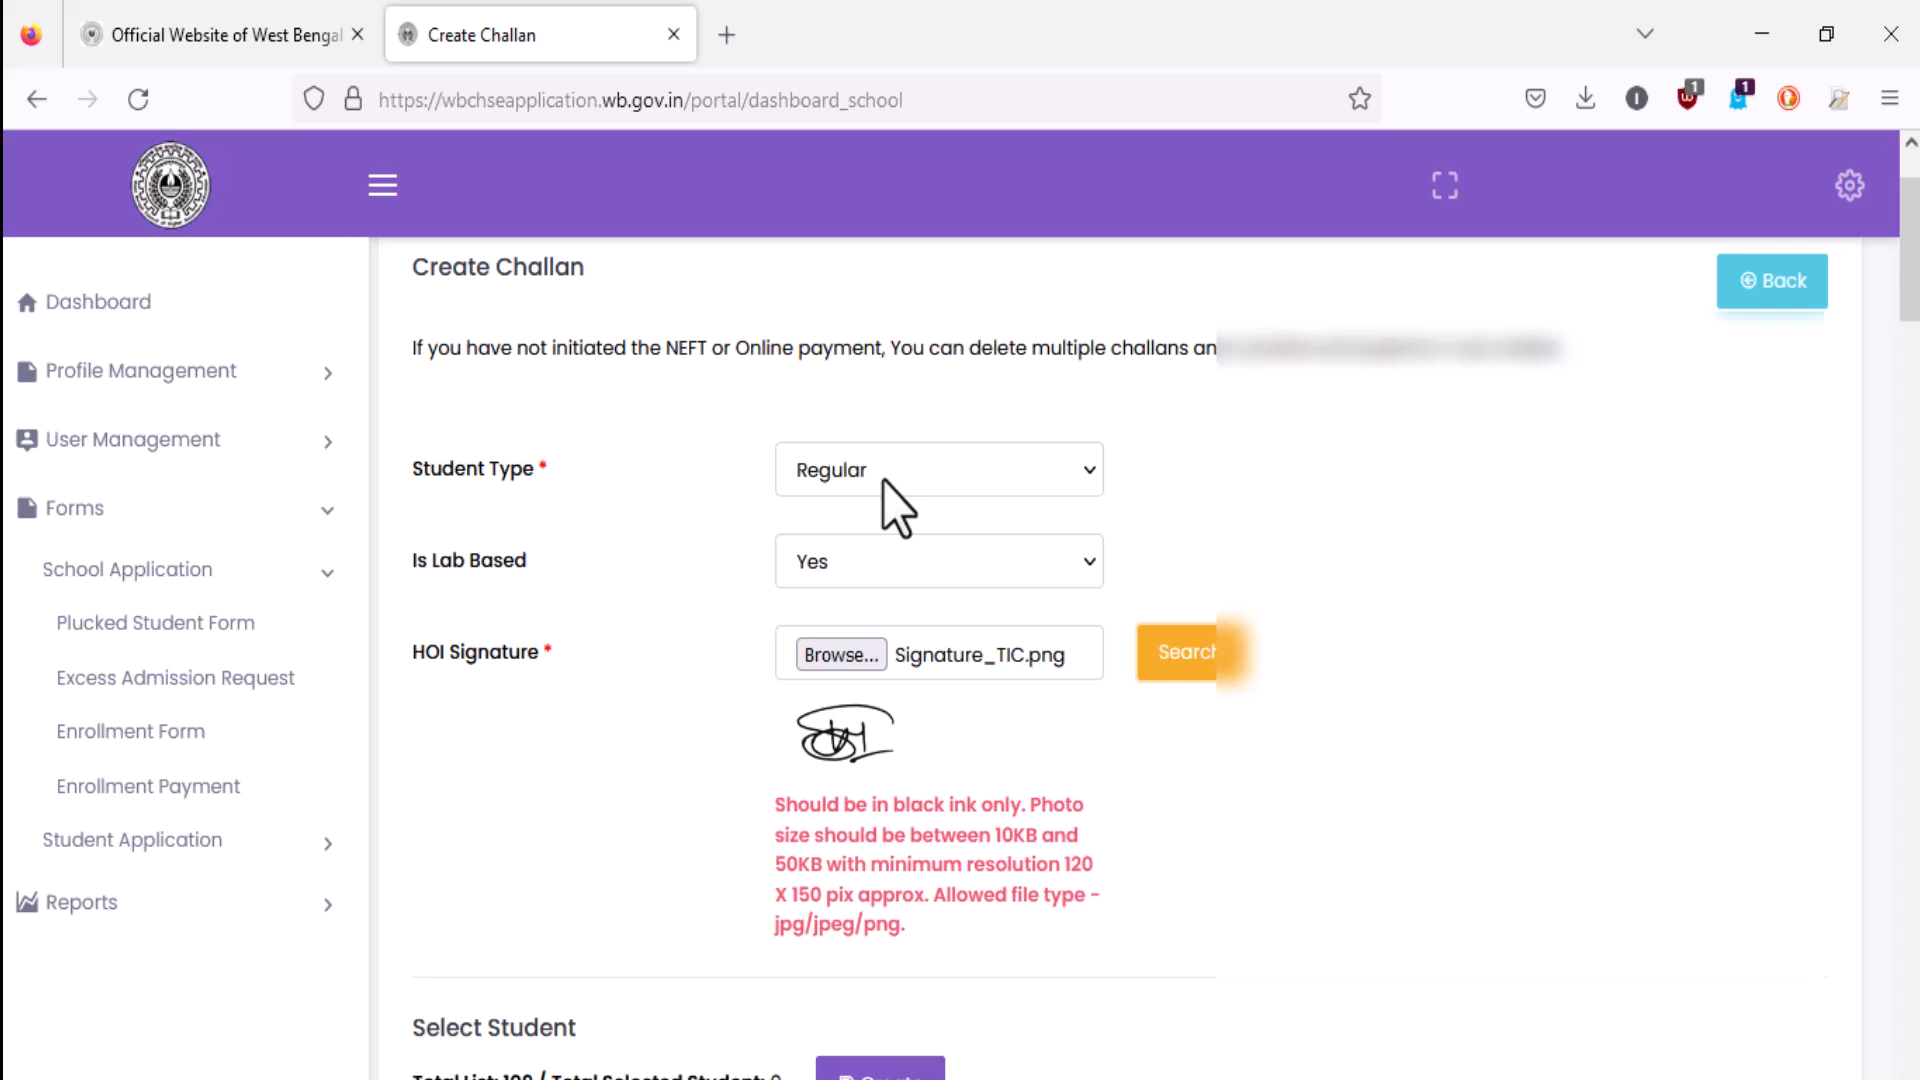 Official Website of West Bengal
Create Challan
https://wbchseapplication.wb.gov.in/portal/dashboard_school
1
1
Create Challan
Back
If you have not initiated the NEFT or Online payment, You can delete multiple challans
Dashboard
Profile Management
User Management
Forms
School Application
Plucked Student Form
Excess Admission Request
Enrollment Form
Enrollment Payment
Student Application
Reports
Student Type *
Regular
Is Lab Based
Yes
HOI Signature *
Browse... Signature_TIC.png
Search
Should be in black ink only. Photo
size should be between 10KB and
50KB with minimum resolution 120
X 150 pix approx. Allowed file type -
jpg/jpeg/png.
Select Student
Total List: 100 / Total Selected Student: 0
Create